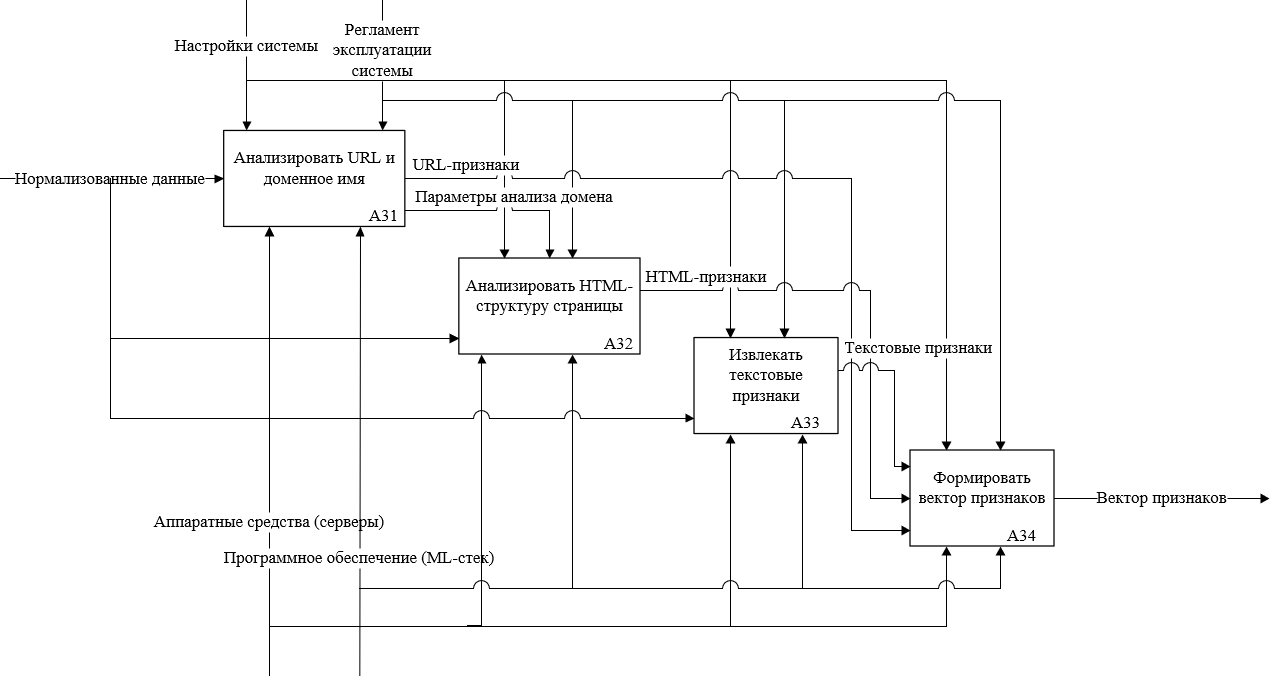 Настройки системы
Регламент
эксплуатации
системы
Нормализованные данные
Анализировать URL и
доменное имя
A31
URL-признаки
Параметры анализа домена
Анализировать HTML-
структуру страницы
A32
HTML-признаки
Извлекать
текстовые
признаки
A33
Текстовые признаки
Формировать
вектор признаков
A34
Вектор признаков
Аппаратные средства (серверы)
Программное обеспечение (ML-стек)